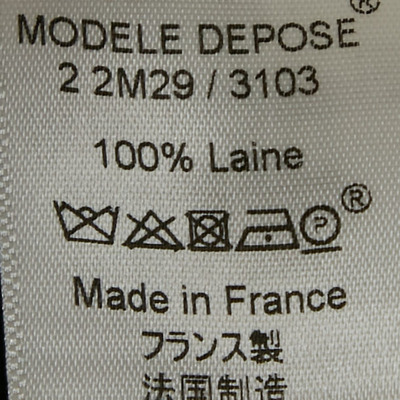 MODELE DEPOSE®
2 2M29 / 3103
100% Laine
P ®
Made in France
フランス製
法国制造